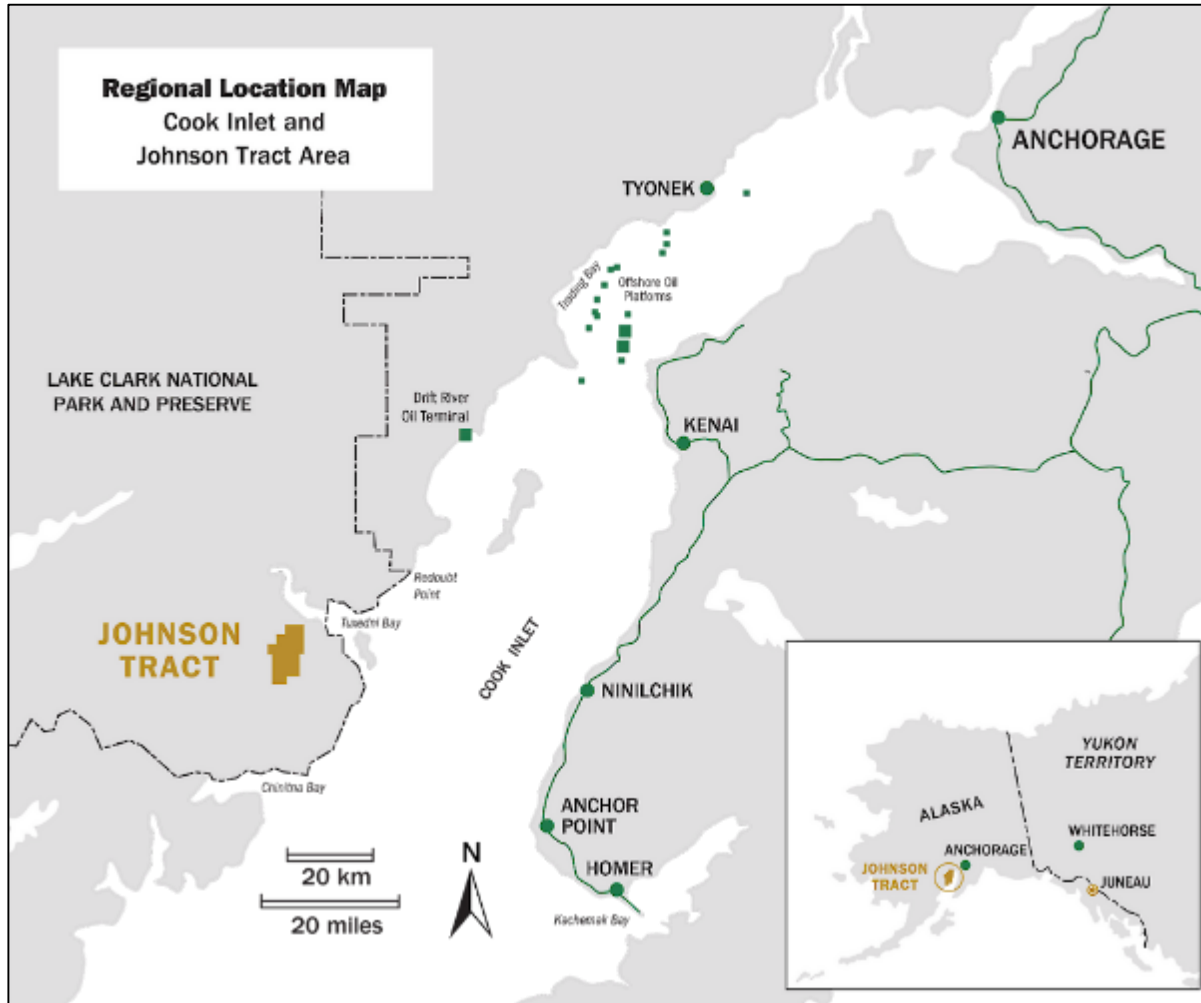 Regional Location Map
Cook Inlet and
Johnson Tract Area
ANCHORAGE
TYONEK
Trading Bay
Offshore Oil
Platforms
LAKE CLARK NATIONAL
PARK AND PRESERVE
Drift River
Oil Terminal
KENAI
Redoubt
Point
Tuxedni Bay
JOHNSON
TRACT
COOK INLET
NINILCHIK
Chinitna Bay
ANCHOR
POINT
HOMER
Kachemak Bay
20 km
20 miles
N
YUKON
TERRITORY
ALASKA
WHITEHORSE
ANCHORAGE
JOHNSON
TRACT
JUNEAU